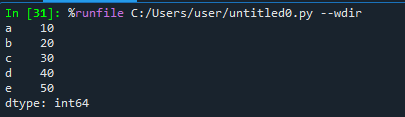 In [31]: %runfile C:/Users/user/untitled0.py --wdir
a    10
b    20
c    30
d    40
e    50
dtype: int64